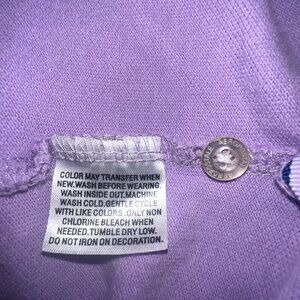 COLOR MAY TRANSFER WHEN
NEW.WASH BEFORE WEARING.
WASH INSIDE OUT.MACHINE
WASH COLD.GENTLE CYCLE
WITH LIKE COLORS .ONLY NON
CHLORINE BLEACH WHEN
NEEDED.TUMBLE DRY LOW.
DO NOT IRON ON DECORATION.